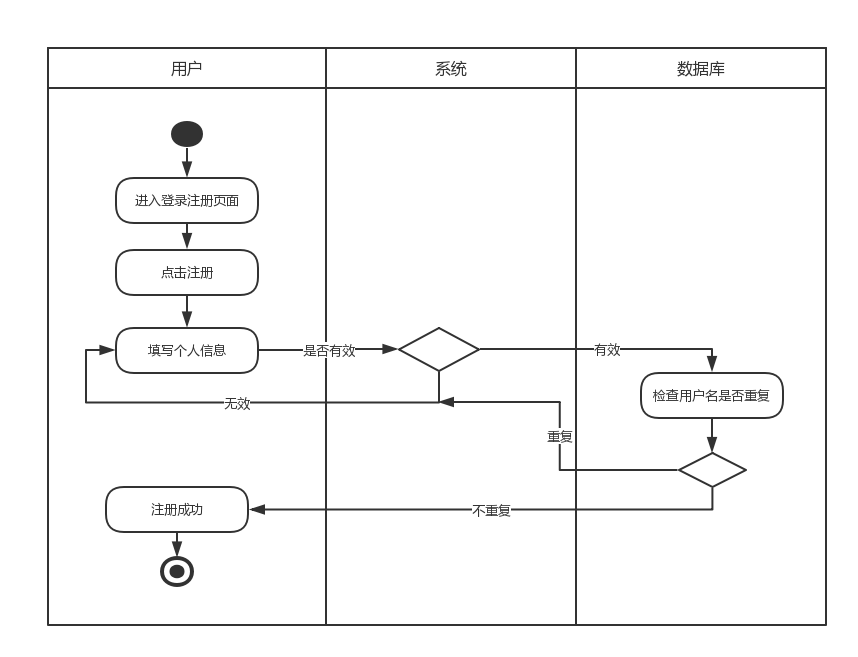 用户
系统
数据库
进入登录注册页面
点击注册
填写个人信息
是否有效
有效
检查用户名是否重复
无效
重复
注册成功
不重复